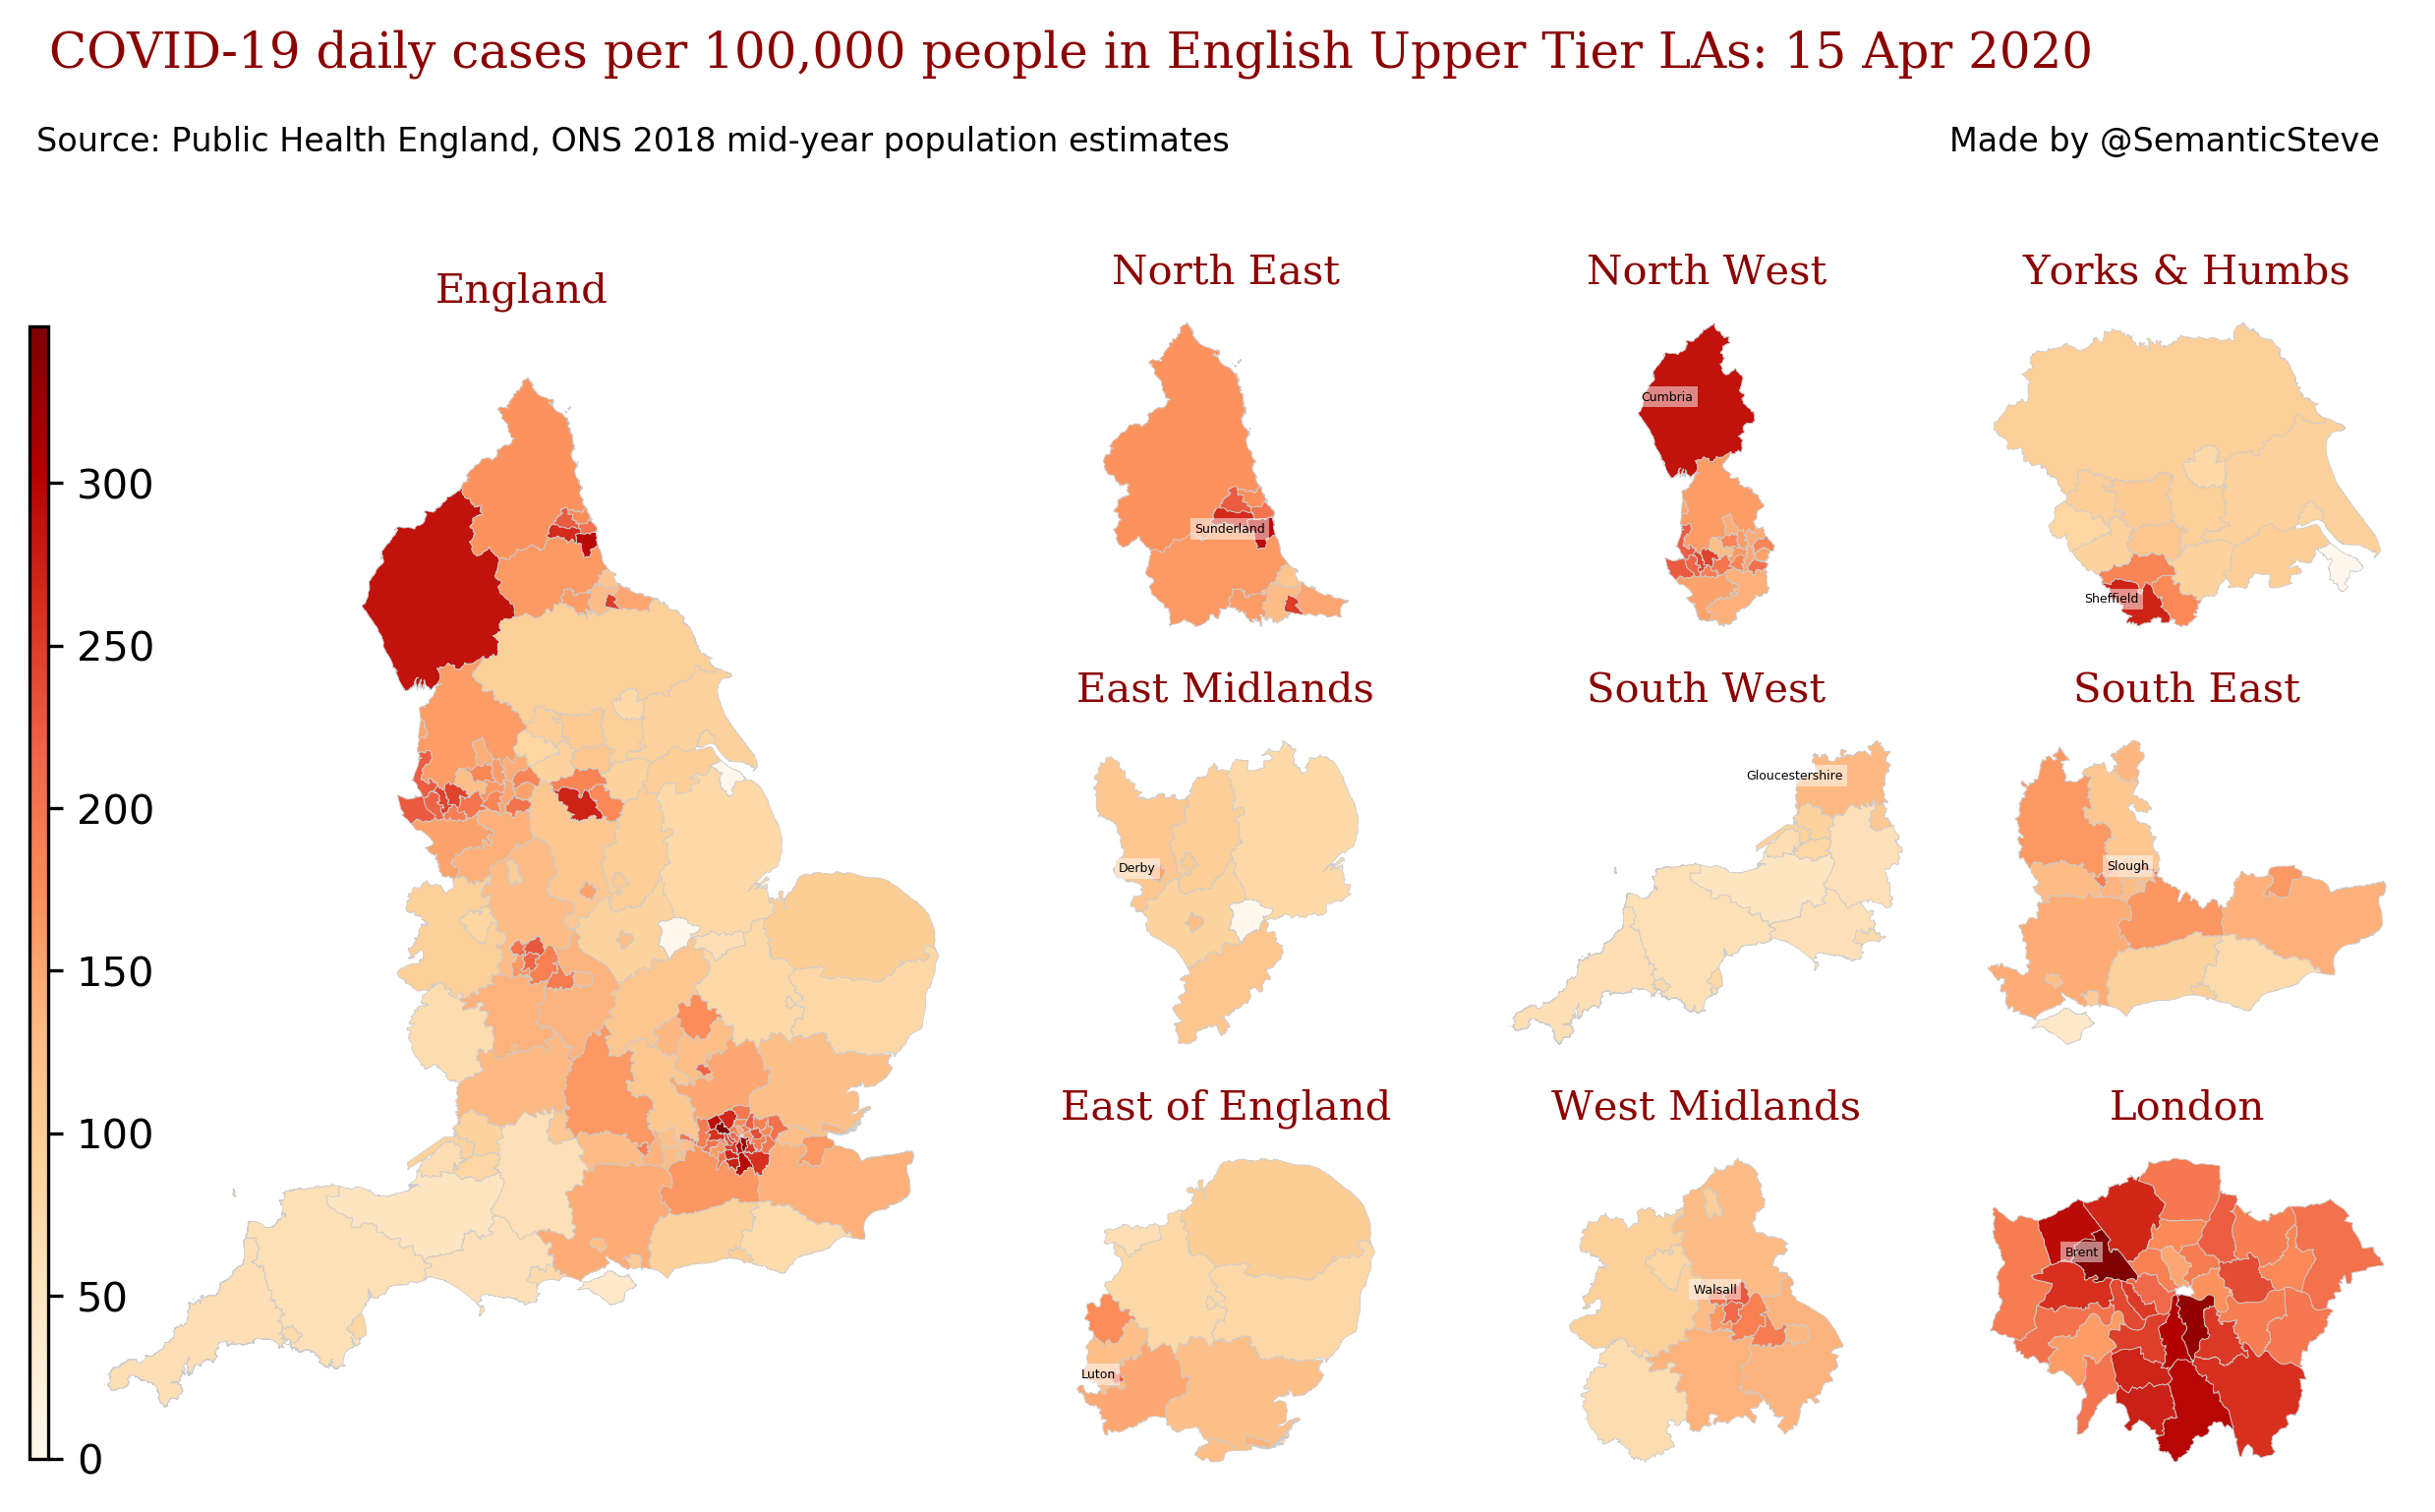 COVID-19 daily cases per 100,000 people in English Upper Tier LAs: 15 Apr 2020
Source: Public Health England, ONS 2018 mid-year population estimates
Made by @SemanticSteve
England
300
250
200
150
100
50
0
North East
Sunderland
North West
Cumbria
Yorks & Humbs
Sheffield
East Midlands
Derby
South West
Gloucestershire
South East
Slough
East of England
Luton
West Midlands
Walsall
London
Brent